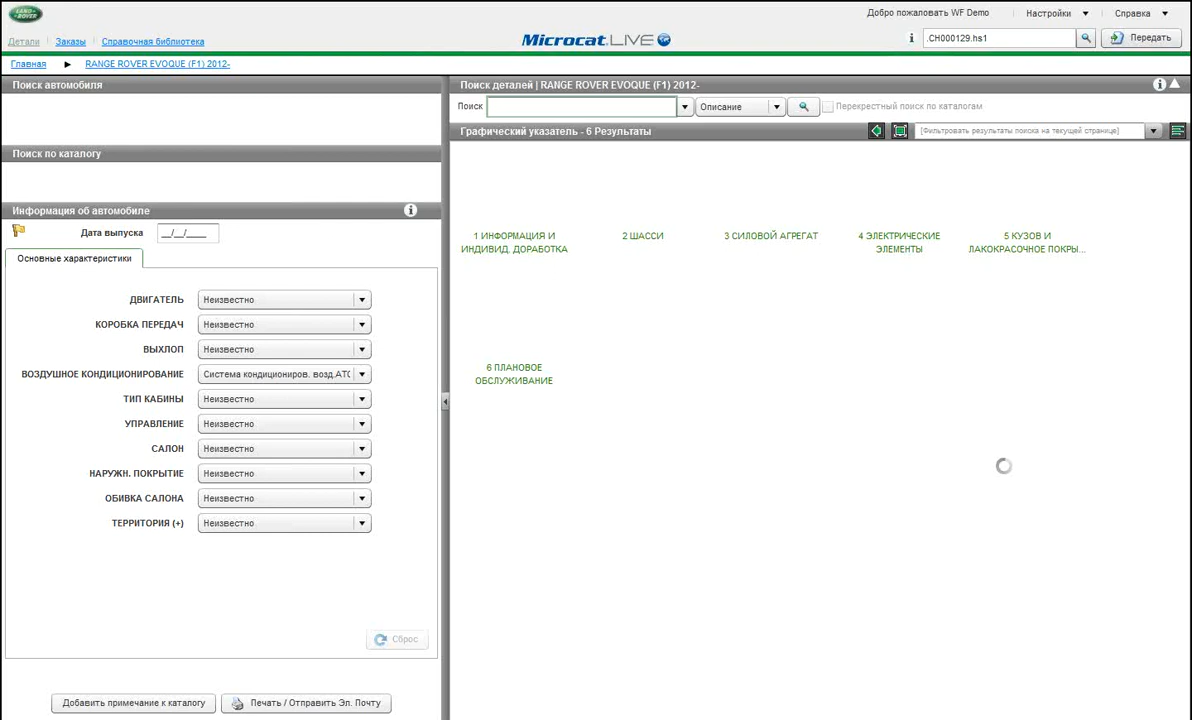 LAND-ROVER
Добро пожаловать WF Demo
Настройки
Справка
Детали
Заказы
Справочная библиотека
Microcat.LIVE
.CH000129.hs1
Передать
Главная
RANGE ROVER EVOQUE (F1) 2012-
Поиск автомобиля
Поиск по каталогу
Информация об автомобиле
Дата выпуска
__/__/____
Основные характеристики
ДВИГАТЕЛЬ Неизвестно
КОРОБКА ПЕРЕДАЧ Неизвестно
ВЫХЛОП Неизвестно
ВОЗДУШНОЕ КОНДИЦИОНИРОВАНИЕ Система кондициониров. возд.ATC
ТИП КАБИНЫ Неизвестно
УПРАВЛЕНИЕ Неизвестно
САЛОН Неизвестно
НАРУЖН. ПОКРЫТИЕ Неизвестно
ОБИВКА САЛОНА Неизвестно
ТЕРРИТОРИЯ (+) Неизвестно
Сброс
Добавить примечание к каталогу
Печать / Отправить Эл. Почту
Поиск деталей | RANGE ROVER EVOQUE (F1) 2012-
Поиск
Описание
Перекрестный поиск по каталогам
Графический указатель - 6 Результаты
[Фильтровать результаты поиска на текущей странице]
1 ИНФОРМАЦИЯ И
ИНДИВИД. ДОРАБОТКА
2 ШАССИ
3 СИЛОВОЙ АГРЕГАТ
4 ЭЛЕКТРИЧЕСКИЕ
ЭЛЕМЕНТЫ
5 КУЗОВ И
ЛАКОКРАСОЧНОЕ ПОКРЫ...
6 ПЛАНОВОЕ
ОБСЛУЖИВАНИЕ